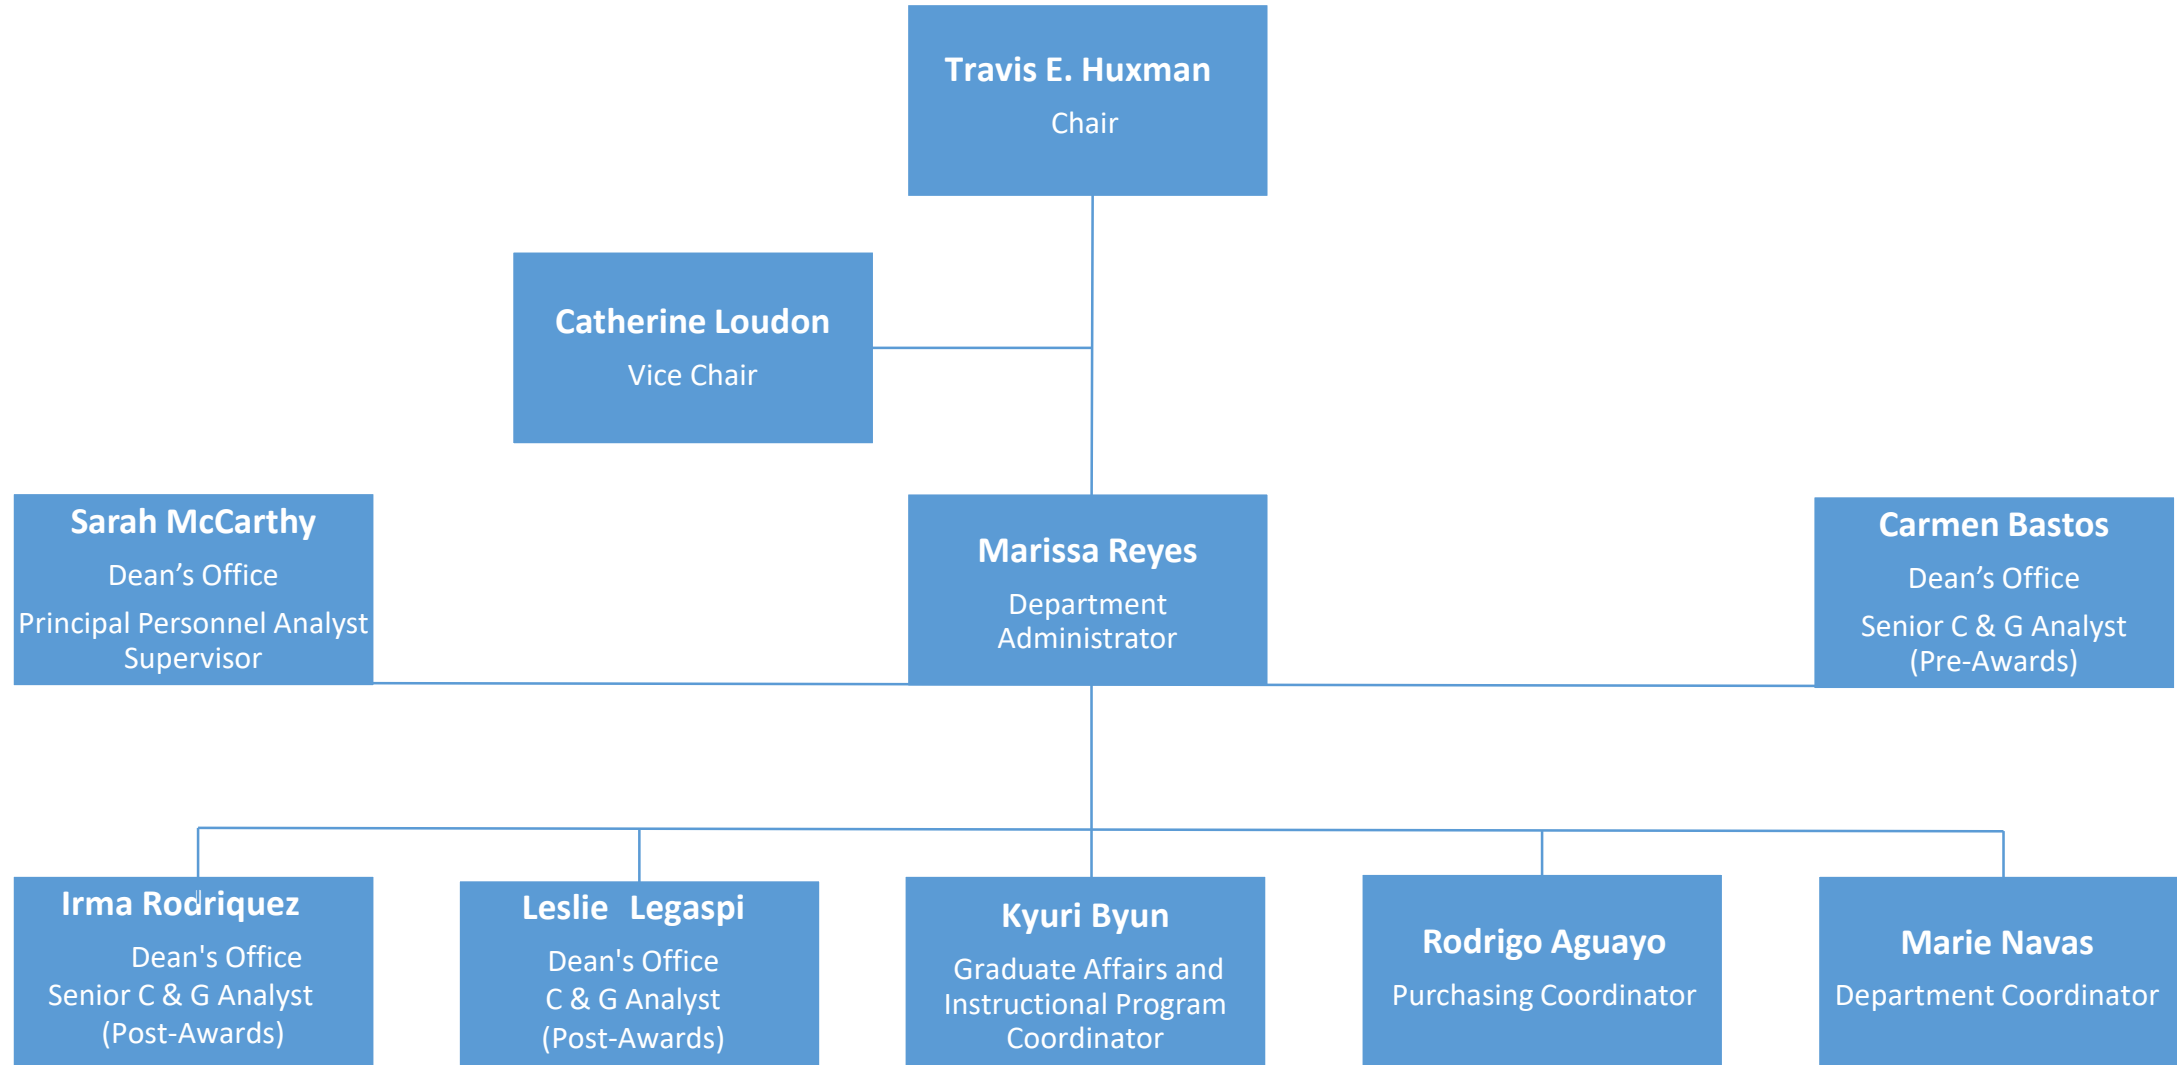 Travis E. Huxman
Chair
Catherine Loudon
Vice Chair
Sarah McCarthy
Dean’s Office
Principal Personnel Analyst
Supervisor
Marissa Reyes
Department
Administrator
Carmen Bastos
Dean’s Office
Senior C & G Analyst
(Pre-Awards)
Irma Rodriquez
Dean's Office
Senior C & G Analyst
(Post-Awards)
Leslie Legaspi
Dean's Office
C & G Analyst
(Post-Awards)
Kyuri Byun
Graduate Affairs and
Instructional Program
Coordinator
Rodrigo Aguayo
Purchasing Coordinator
Marie Navas
Department Coordinator